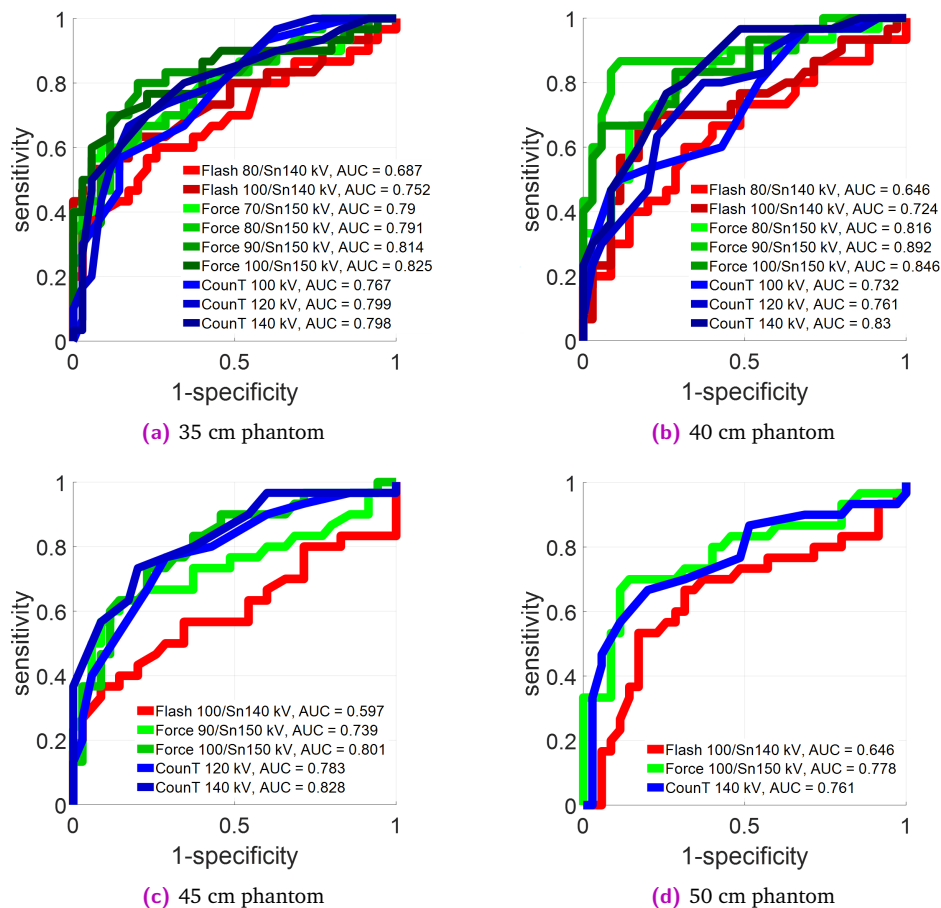 1
0.8
0.6
0.4
0.2
0
0
0.5
1
sensitivity
1-specificity
Flash 80/Sn140 kV, AUC = 0.687
Flash 100/Sn140 kV, AUC = 0.752
Force 70/Sn150 kV, AUC = 0.79
Force 80/Sn150 kV, AUC = 0.791
Force 90/Sn150 kV, AUC = 0.814
Force 100/Sn150 kV, AUC = 0.825
CounT 100 kV, AUC = 0.767
CounT 120 kV, AUC = 0.799
CounT 140 kV, AUC = 0.798
(a) 35 cm phantom
1
0.8
0.6
0.4
0.2
0
0
0.5
1
sensitivity
1-specificity
Flash 80/Sn140 kV, AUC = 0.646
Flash 100/Sn140 kV, AUC = 0.724
Force 80/Sn150 kV, AUC = 0.816
Force 90/Sn150 kV, AUC = 0.892
Force 100/Sn150 kV, AUC = 0.846
CounT 100 kV, AUC = 0.732
CounT 120 kV, AUC = 0.761
CounT 140 kV, AUC = 0.83
(b) 40 cm phantom
1
0.8
0.6
0.4
0.2
0
0
0.5
1
sensitivity
1-specificity
Flash 100/Sn140 kV, AUC = 0.597
Force 90/Sn150 kV, AUC = 0.739
Force 100/Sn150 kV, AUC = 0.801
CounT 120 kV, AUC = 0.783
CounT 140 kV, AUC = 0.828
(c) 45 cm phantom
1
0.8
0.6
0.4
0.2
0
0
0.5
1
sensitivity
1-specificity
Flash 100/Sn140 kV, AUC = 0.646
Force 100/Sn150 kV, AUC = 0.778
CounT 140 kV, AUC = 0.761
(d) 50 cm phantom